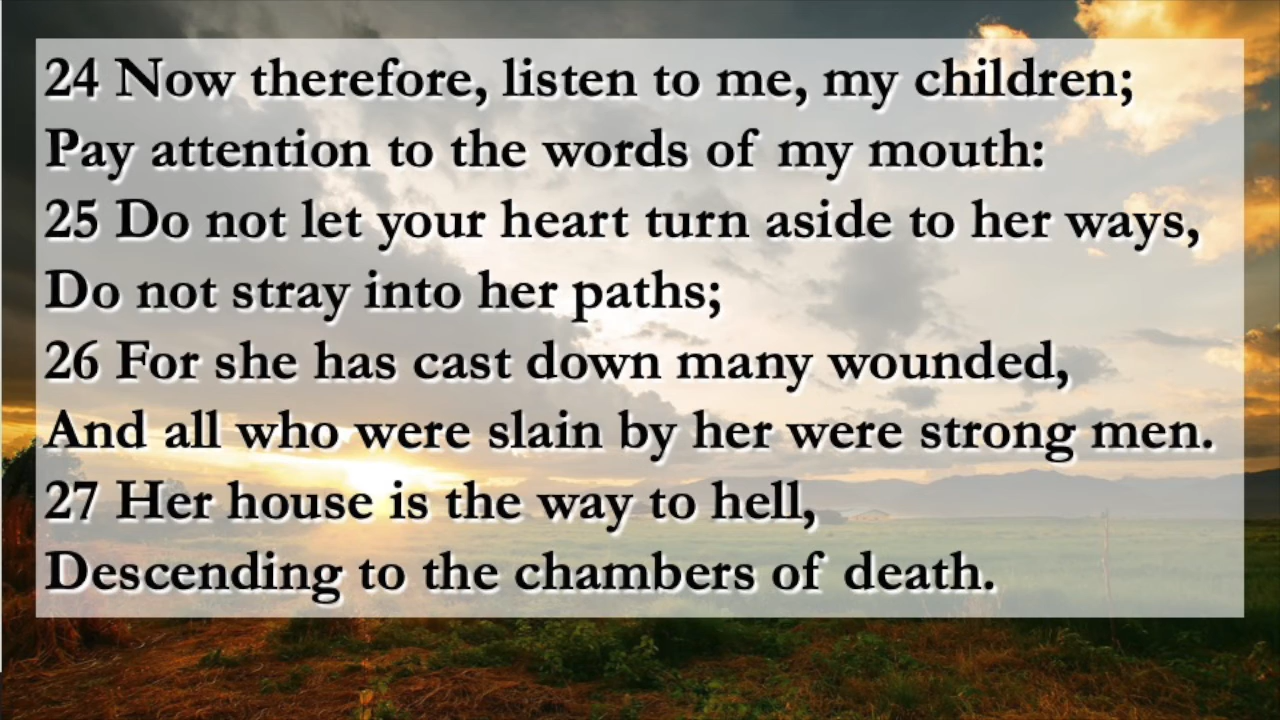 24 Now therefore, listen to me, my children;
Pay attention to the words of my mouth:
25 Do not let your heart turn aside to her ways,
Do not stray into her paths;
26 For she has cast down many wounded,
And all who were slain by her were strong men.
27 Her house is the way to hell,
Descending to the chambers of death.